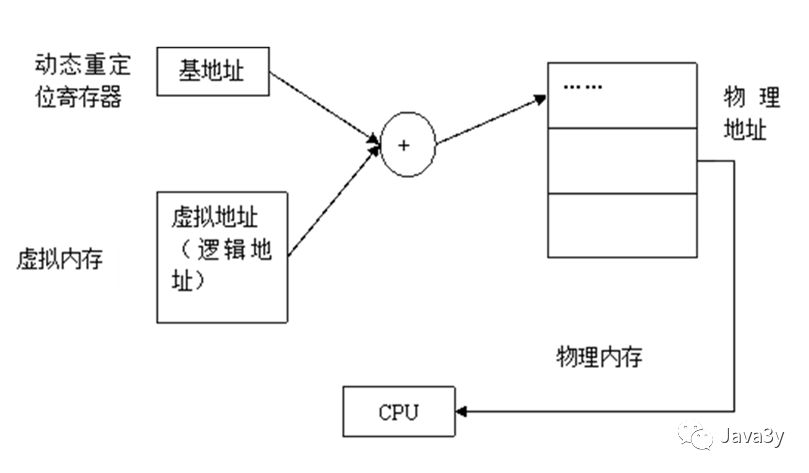 动态重定
位寄存器
基地址
+
……
物 理
地址
虚拟内存
虚拟地址
（逻辑地
址）
物理内存
CPU
Java3y